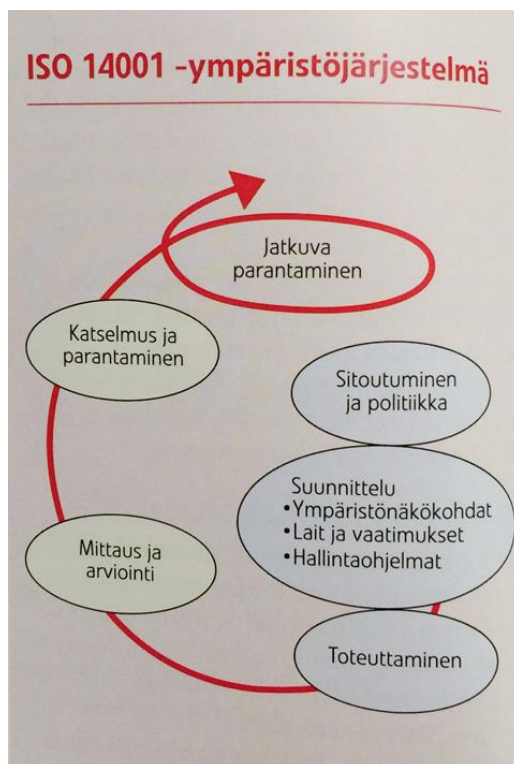 ISO 14001 -ympäristöjärjestelmä
Jatkuva
parantaminen
Katselmus ja
parantaminen
Sitoutuminen
ja politiikka
Suunnittelu
•Ympäristönäkökohdat
•Lait ja vaatimukset
•Hallintaohjelmat
Mittaus ja
arviointi
Toteuttaminen